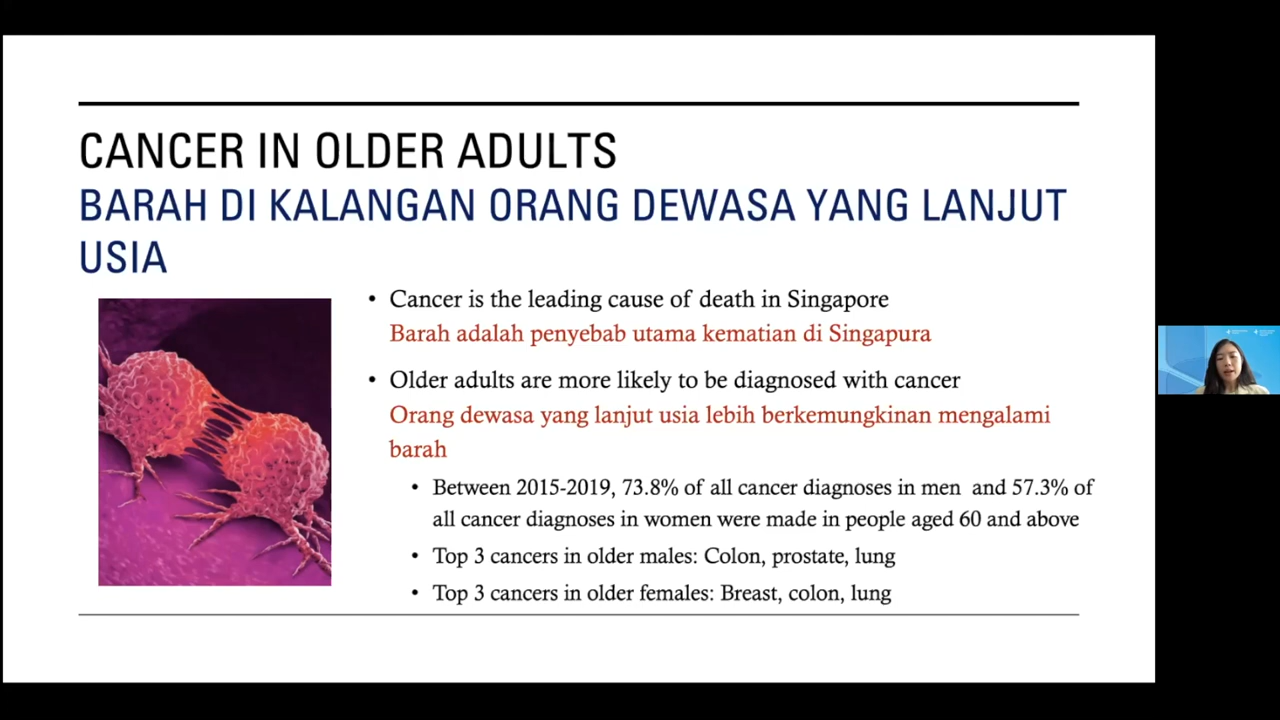 CANCER IN OLDER ADULTS
BARAH DI KALANGAN ORANG DEWASA YANG LANJUT
USIA
• Cancer is the leading cause of death in Singapore
Barah adalah penyebab utama kematian di Singapura
• Older adults are more likely to be diagnosed with cancer
Orang dewasa yang lanjut usia lebih berkemungkinan mengalami
barah
• Between 2015-2019, 73.8% of all cancer diagnoses in men and 57.3% of
all cancer diagnoses in women were made in people aged 60 and above
• Top 3 cancers in older males: Colon, prostate, lung
• Top 3 cancers in older females: Breast, colon, lung